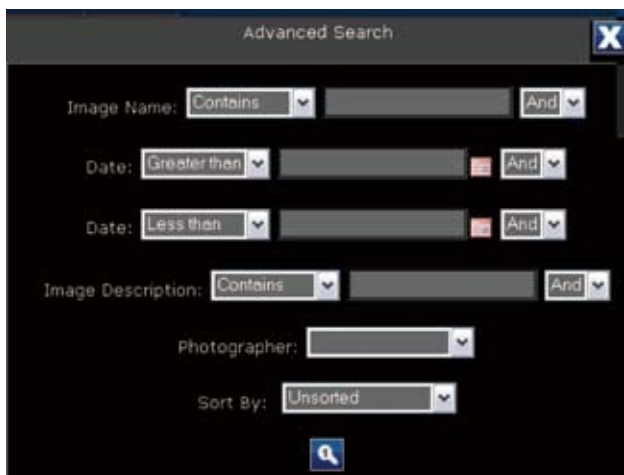 Advanced Search
X
Image Name: Contains And
Date: Greater than And
Date: Less than And
Image Description: Contains And
Photographer:
Sort By: Unsorted